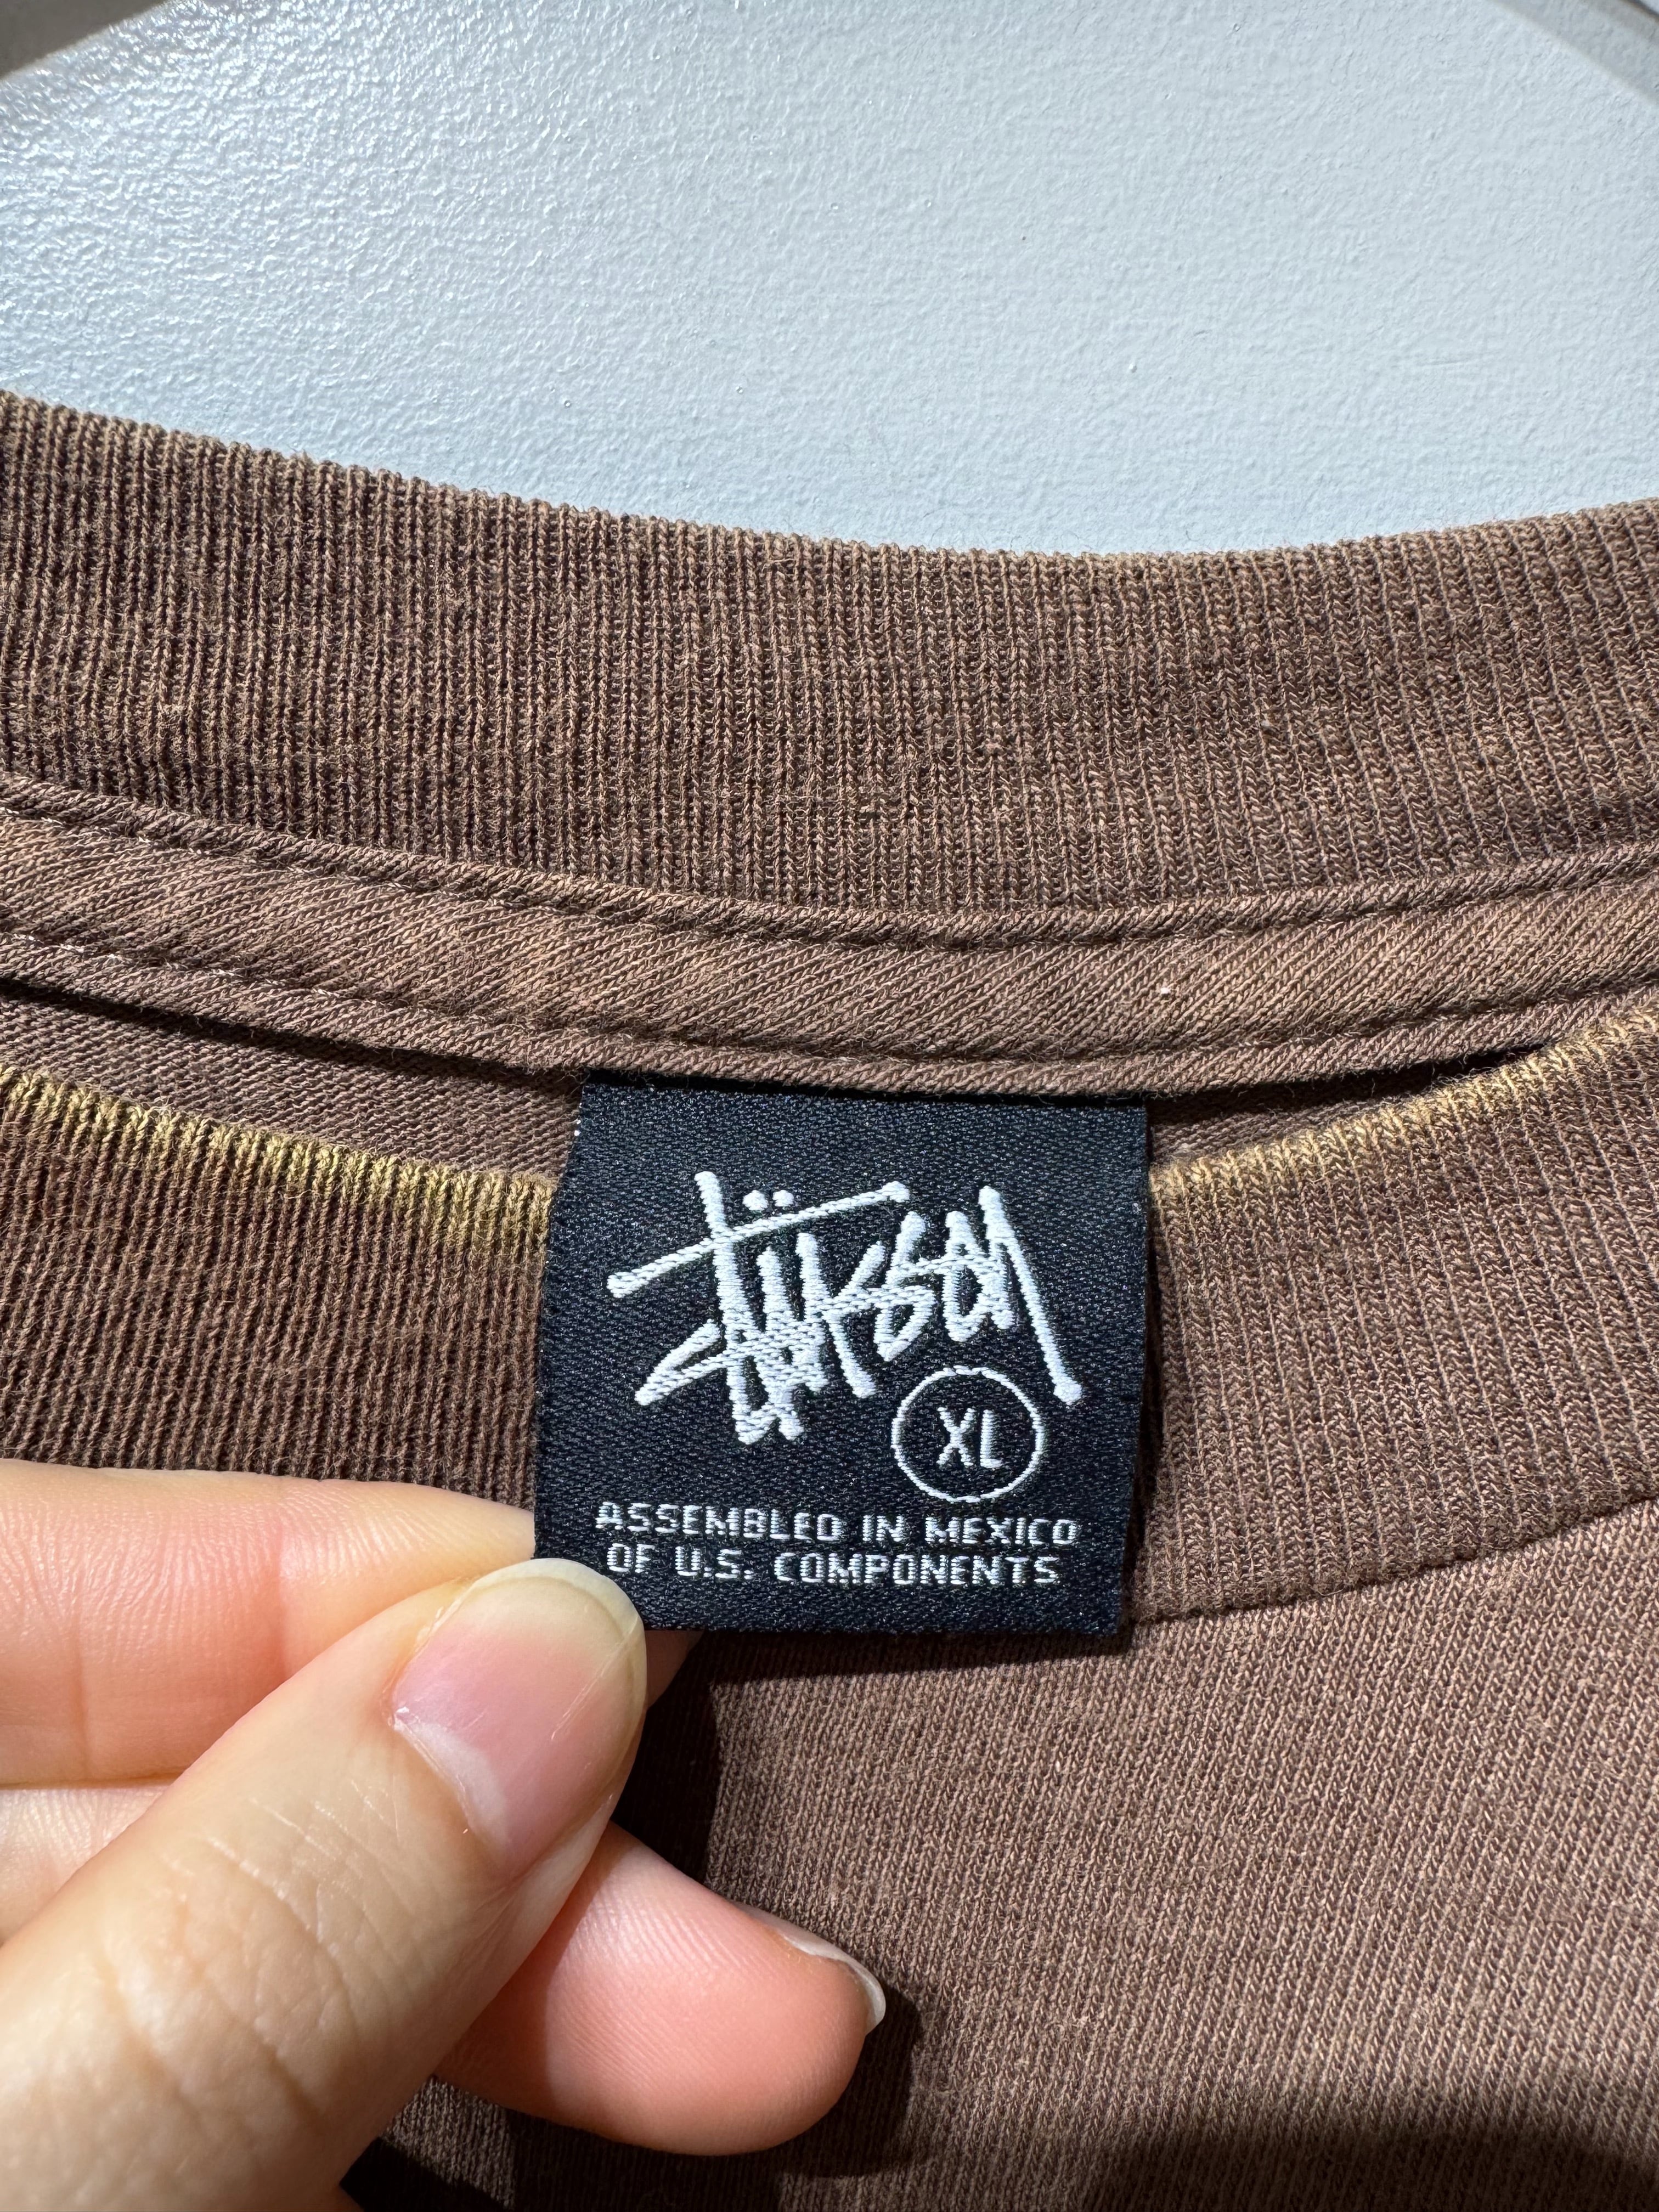 Stüssy
XL
ASSEMBLED IN MEXICO
OF U.S. COMPONENTS